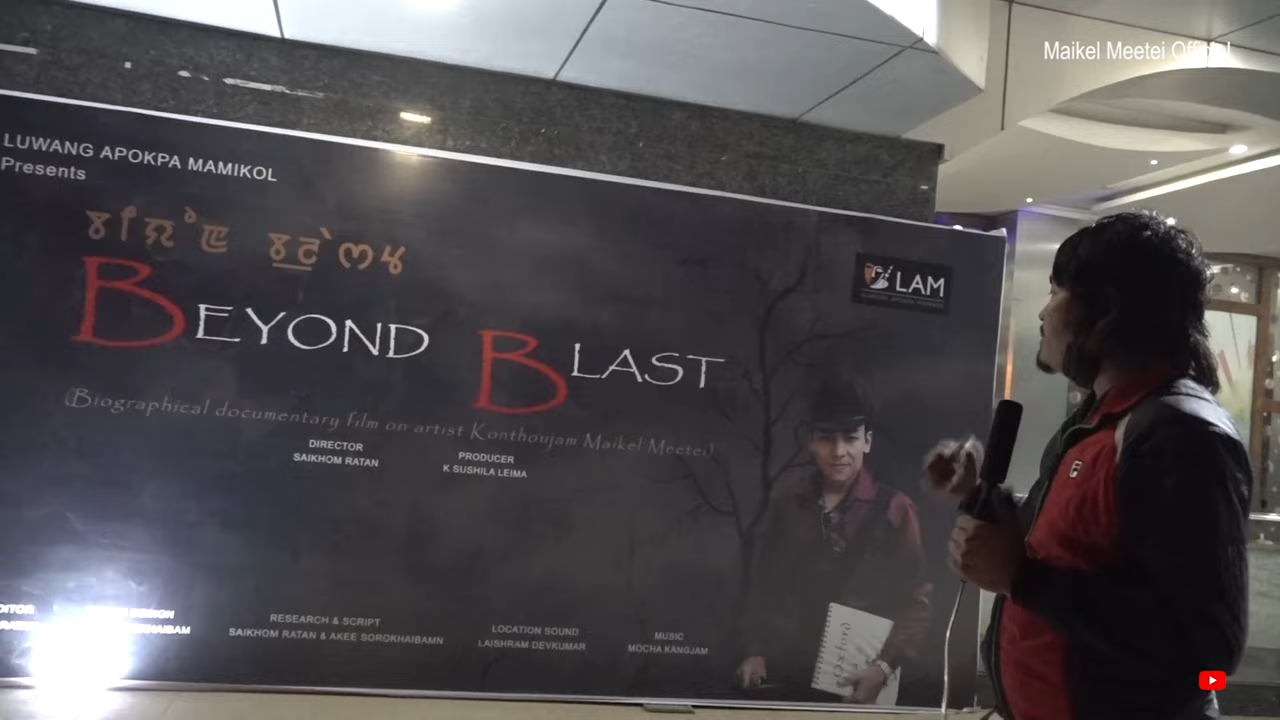 Maikel Meetei Official
LUWANG APOKPA MAMIKOL
Presents
BEYOND BLAST
(Biographical documentary film on artist Konthoujam Maikel Meetei)
LAM
DIRECTOR
SAIKHOM RATAN
PRODUCER
K SUSHILA LEIMA
RESEARCH & SCRIPT
SAIKHOM RATAN & AKEE SOROKHAIBAMN
LOCATION SOUND
LAISHRAM DEVKUMAR
MUSIC
MOCHA KANGJAM